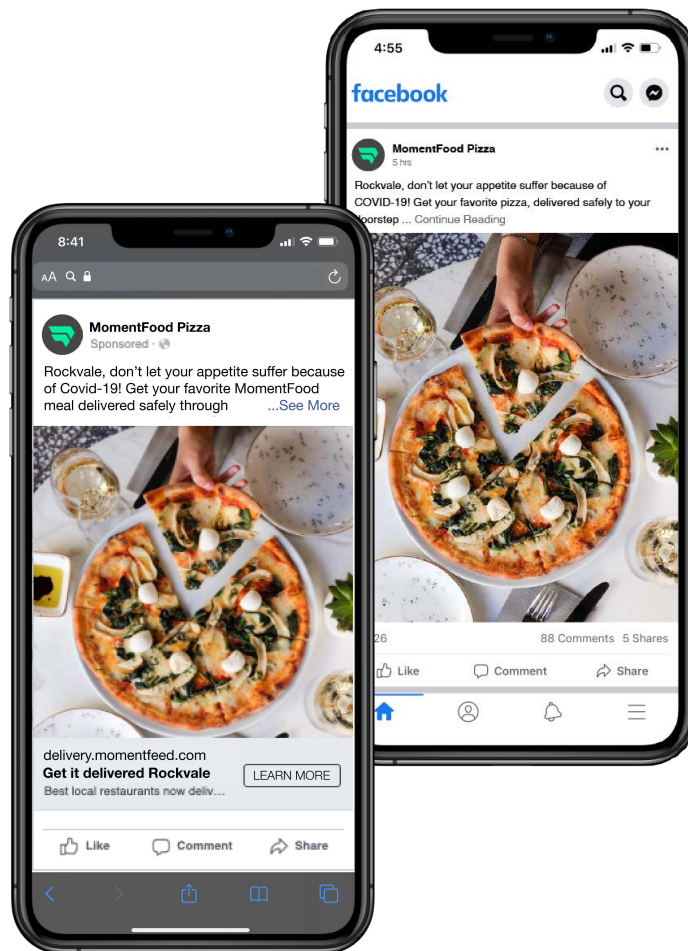 4:55
facebook
MomentFood Pizza
5 hrs
Rockvale, don't let your appetite suffer because of
COVID-19! Get your favorite pizza, delivered safely to your
doorstep ... Continue Reading
26
88 Comments 5 Shares
Like
Comment
Share
8:41
AA
MomentFood Pizza
Sponsored ·
Rockvale, don't let your appetite suffer because
of Covid-19! Get your favorite MomentFood
meal delivered safely through ...See More
delivery.momentfeed.com
Get it delivered Rockvale
LEARN MORE
Best local restaurants now deliv...
Like
Comment
Share